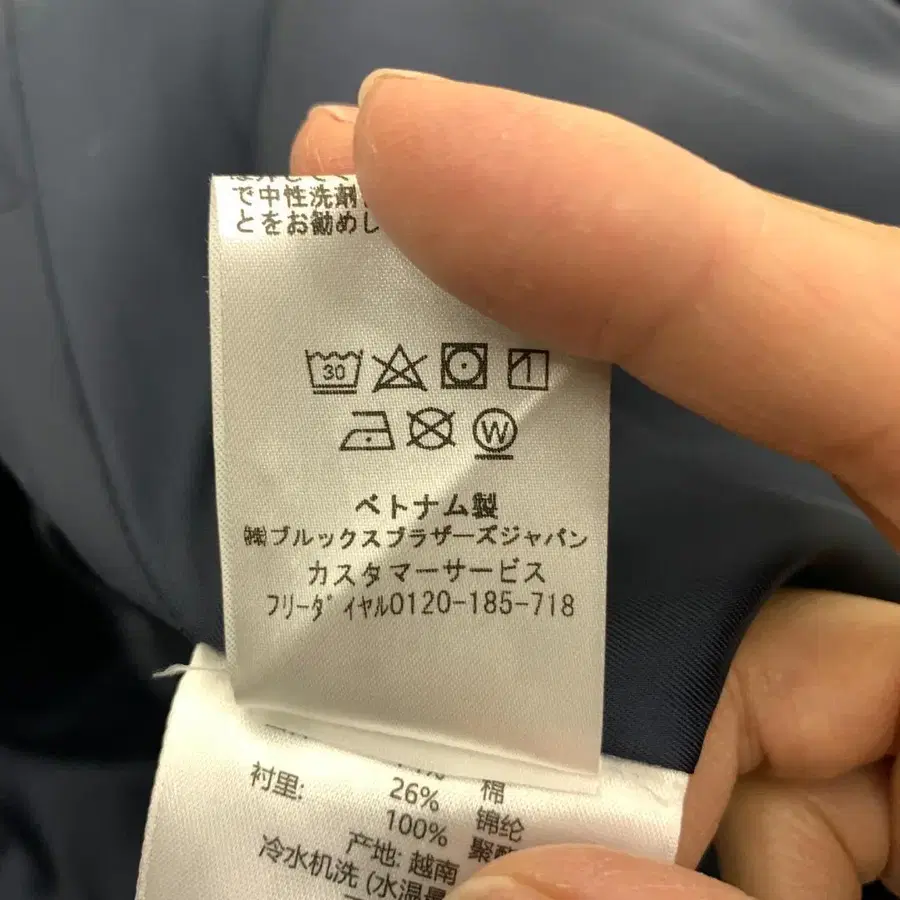 で中性洗剤
とをお勧めし
30
1
W
ベトナム製
㈱ブルックスブラザーズジャパン
カスタマーサービス
フリーダイヤル0120-185-718
棉
衬里: 26% 锦纶
100%
产地: 越南
冷水机洗 (水温